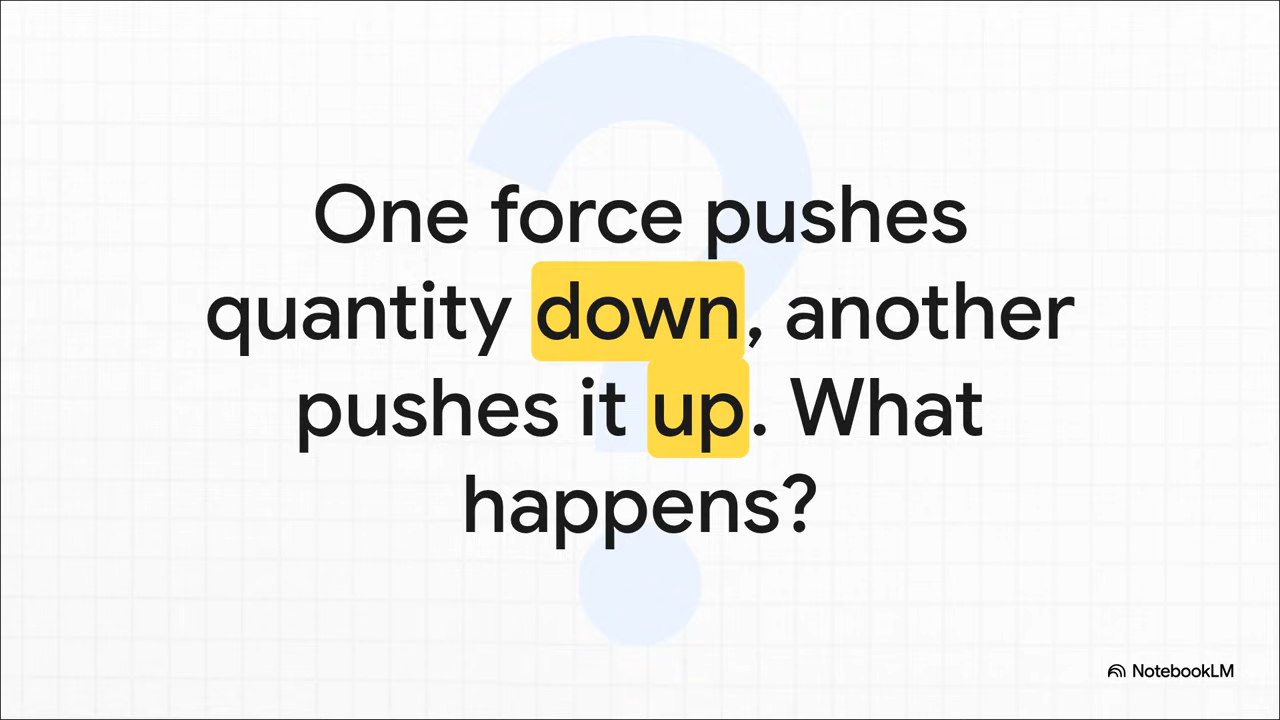 One force pushes
quantity down, another
pushes it up. What
happens?
NotebookLM